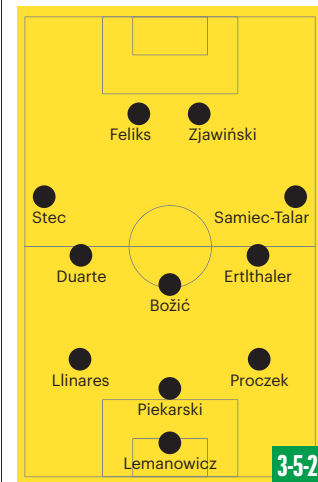 Feliks Zjawiński
Stec Samiec-Talar
Duarte Ertlthaler
Božić
Llinares Proczek
Piekarski
Lemanowicz
3-5-2